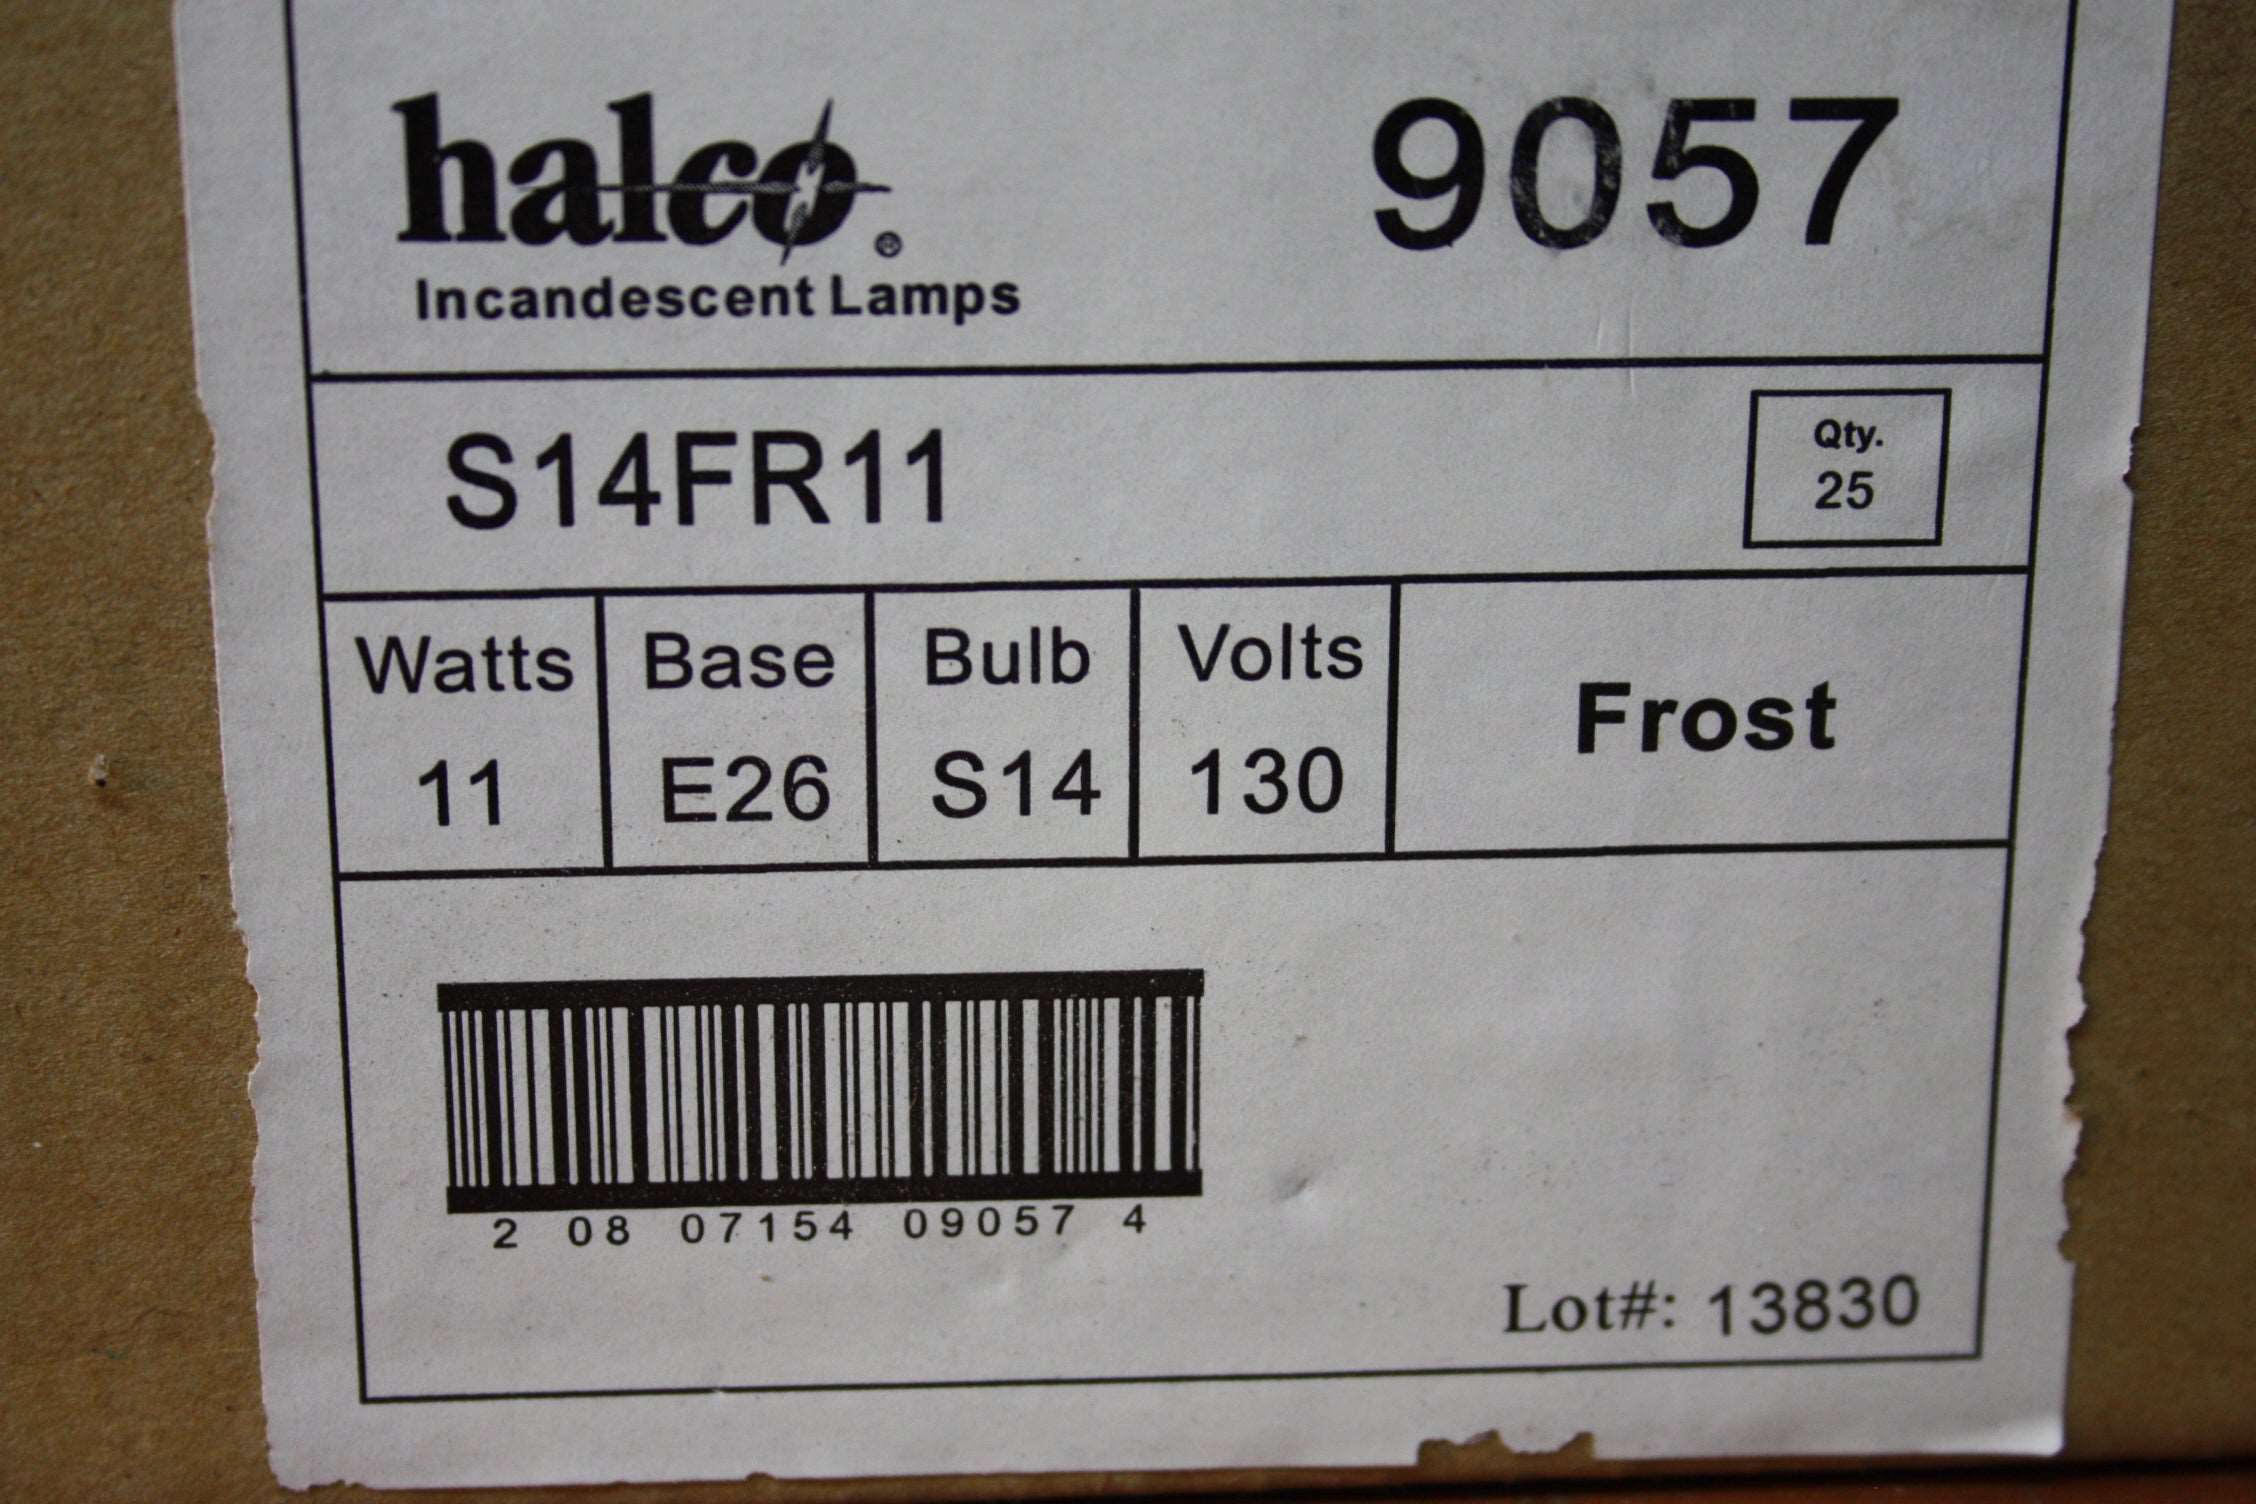 halco®
Incandescent Lamps
9057
S14FR11
Qty.
25
Watts
11
Base
E26
Bulb
S14
Volts
130
Frost
2 08 07154 09057 4
Lot#: 13830